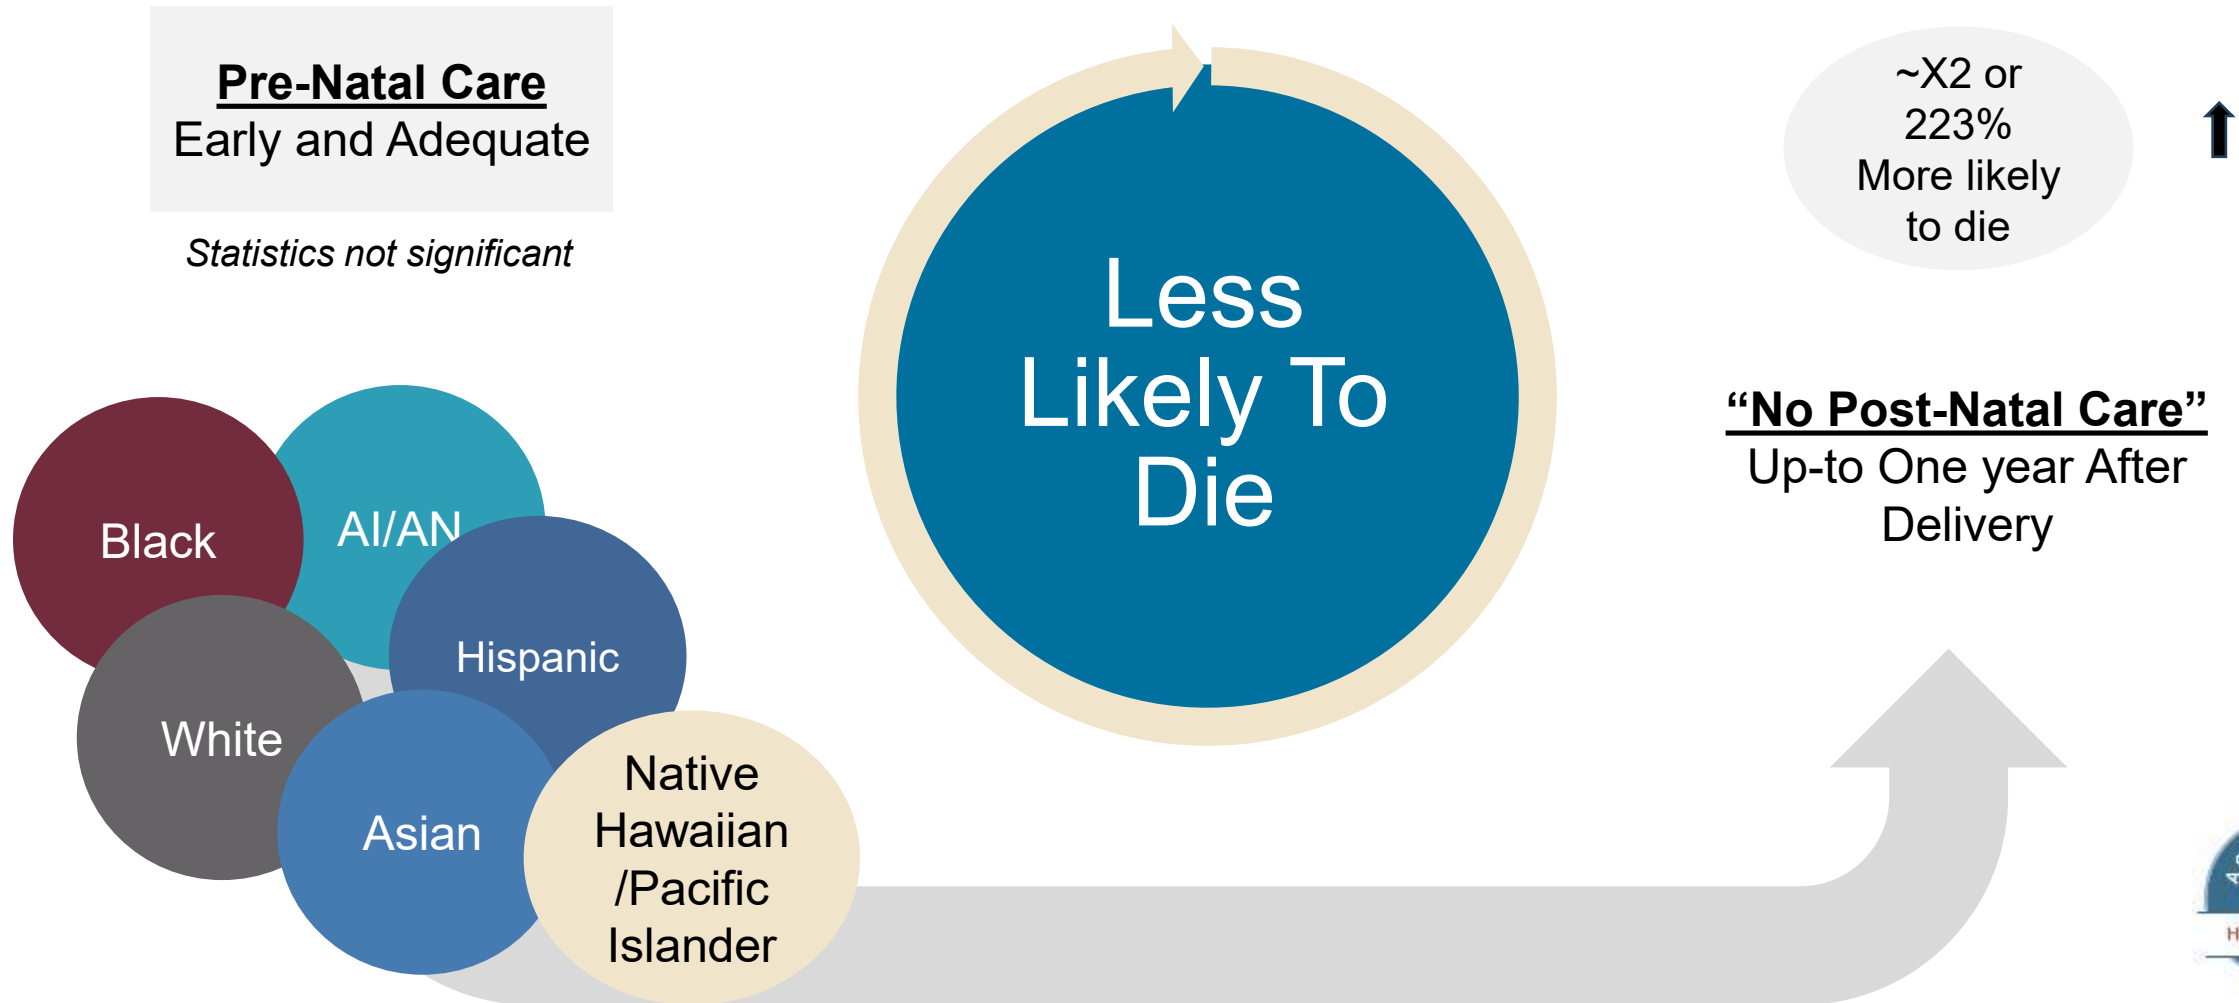 Pre-Natal Care
Early and Adequate
Statistics not significant
Black
AI/AN
Hispanic
White
Asian
Native
Hawaiian
/Pacific
Islander
Less
Likely To
Die
~X2 or
223%
More likely
to die
“No Post-Natal Care”
Up-to One year After
Delivery